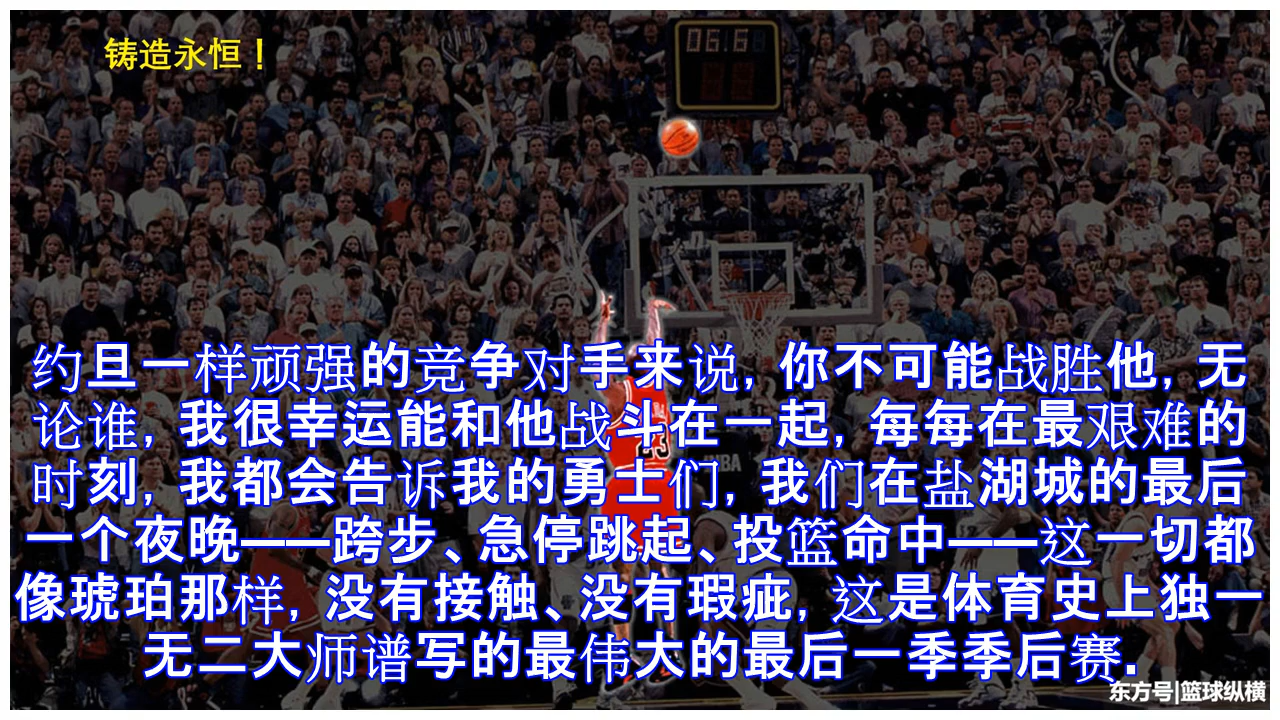 铸造永恒！
06.6
约旦一样顽强的竞争对手来说, 你不可能战胜他, 无
论谁, 我很幸运能和他战斗在一起, 每每在最艰难的
23
NBA
时刻, 我都会告诉我的勇士们, 我们在盐湖城的最后
一个夜晚——跨步、急停跳起、投篮命中——这一切都
像琥珀那样, 没有接触、没有瑕疵, 这是体育史上独一
无二大师谱写的最伟大的最后一季季后赛.
东方号|篮球纵横